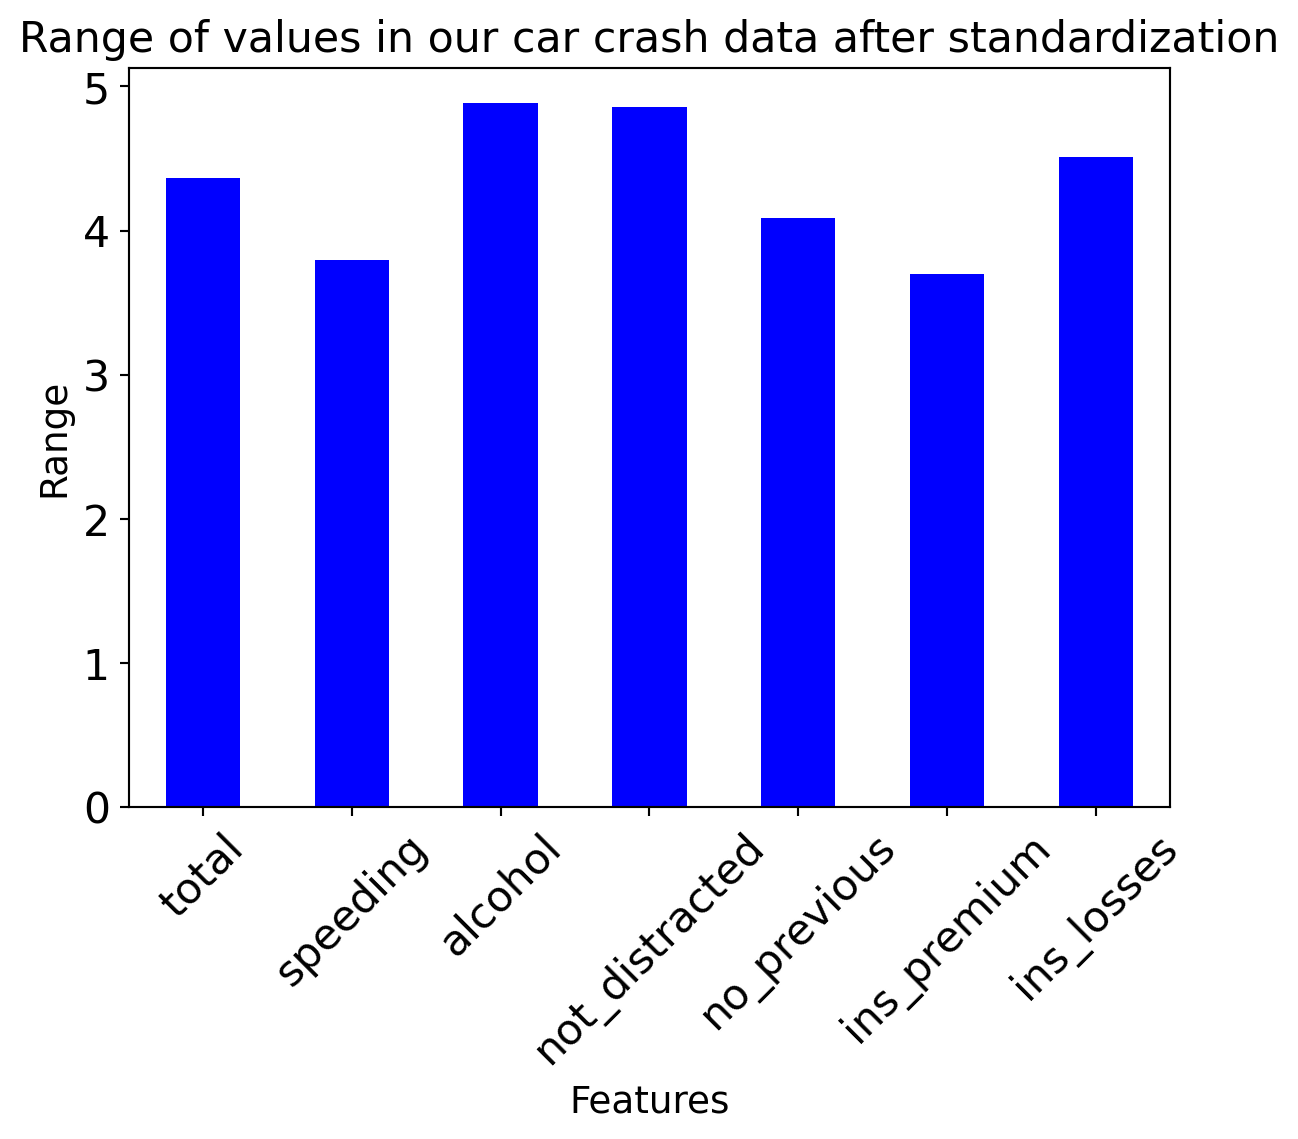 Range of values in our car crash data after standardization
5
4
3
2
1
0
Range
total
speeding
alcohol
not_distracted
no_previous
ins_premium
ins_losses
Features